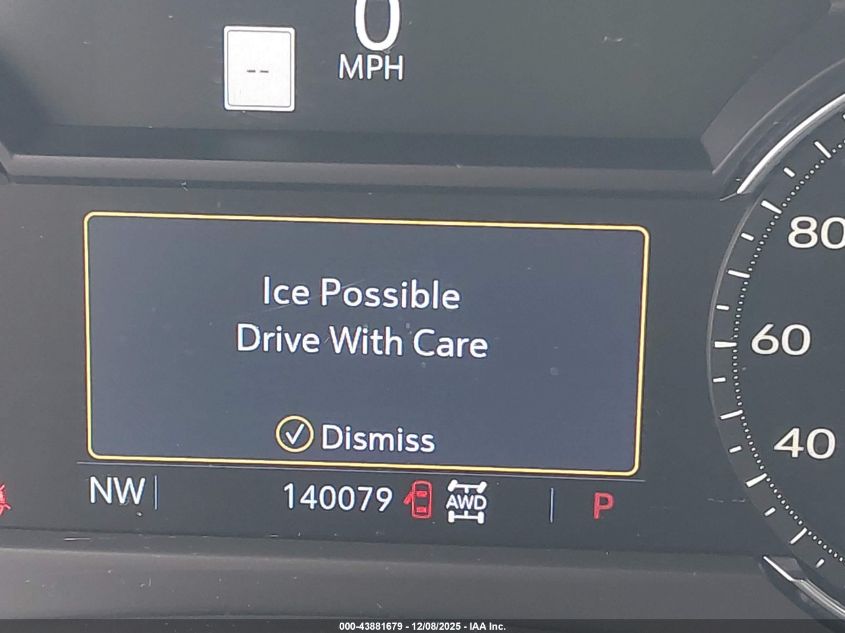 0
MPH
--
80
Ice Possible
Drive With Care
60
Dismiss
40
NW
140079
AWD
P
000-43881679 - 12/08/2025 - IAA Inc.